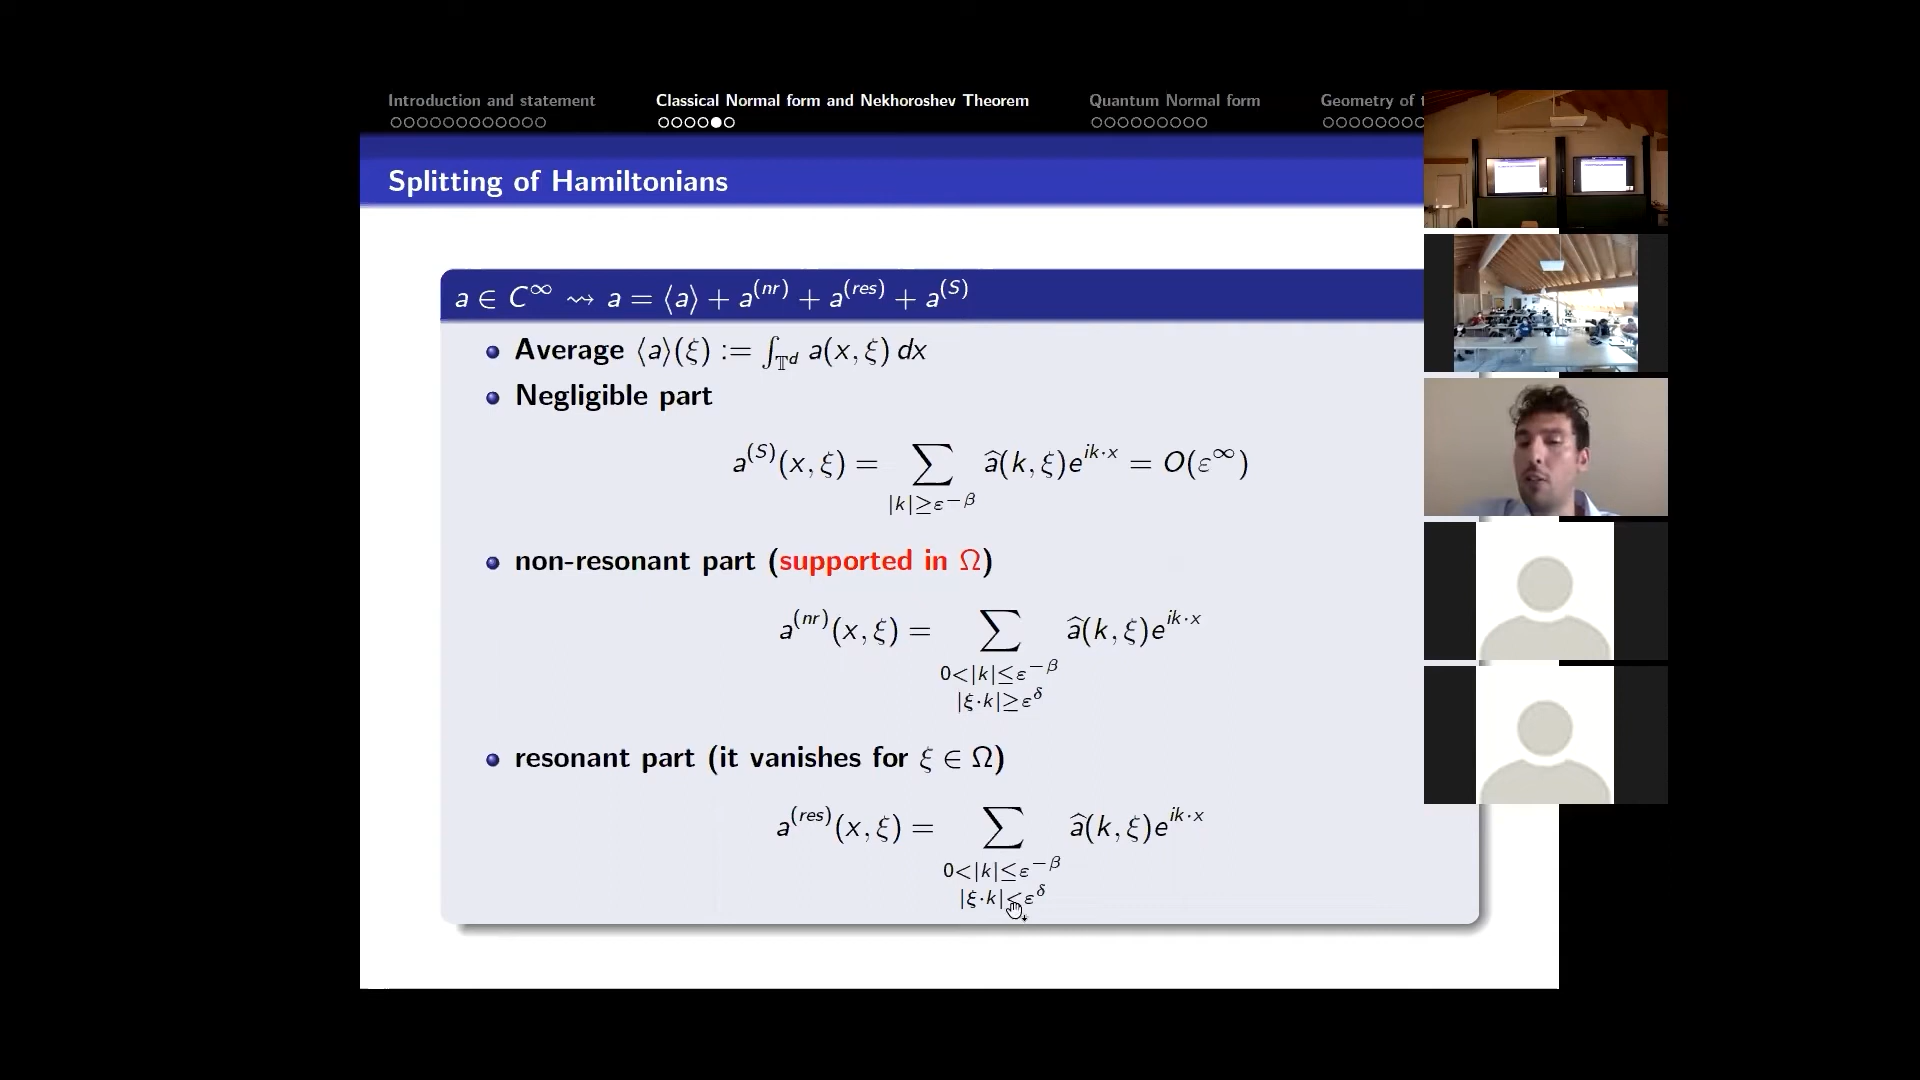 Introduction and statement Classical Normal form and Nekhoroshev Theorem Quantum Normal form Geometry of t
Splitting of Hamiltonians
a ∈ C^∞ ⇝ a = ⟨a⟩ + a^(nr) + a^(res) + a^(S)
Average ⟨a⟩(ξ) := ∫_𝕋^d a(x, ξ) dx
Negligible part
a^(S)(x, ξ) = ∑ â(k, ξ)e^{ik·x} = O(ε^∞)
|k|≥ε^{−β}
non-resonant part (supported in Ω)
a^(nr)(x, ξ) = ∑ â(k, ξ)e^{ik·x}
0<|k|≤ε^{−β}
|ξ·k|≥ε^δ
resonant part (it vanishes for ξ ∈ Ω)
a^(res)(x, ξ) = ∑ â(k, ξ)e^{ik·x}
0<|k|≤ε^{−β}
|ξ·k|<ε^δ